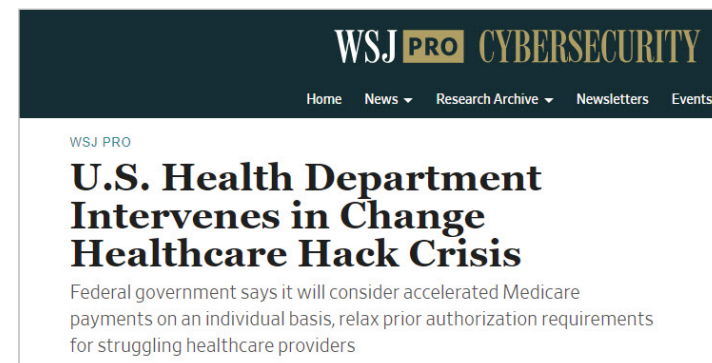 WSJ PRO CYBERSECURITY
Home News Research Archive Newsletters Events
WSJ PRO
U.S. Health Department
Intervenes in Change
Healthcare Hack Crisis
Federal government says it will consider accelerated Medicare
payments on an individual basis, relax prior authorization requirements
for struggling healthcare providers